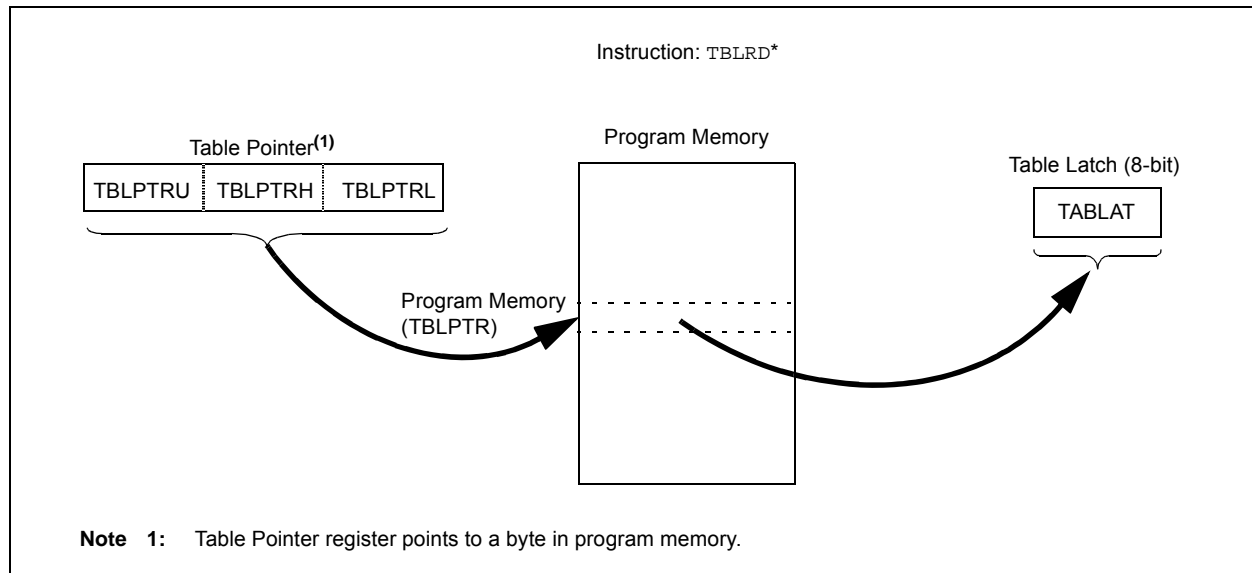 Instruction: TBLRD*
Table Pointer(1)
TBLPTRU TBLPTRH TBLPTRL
Program Memory
Table Latch (8-bit)
TABLAT
Program Memory
(TBLPTR)
Note 1: Table Pointer register points to a byte in program memory.